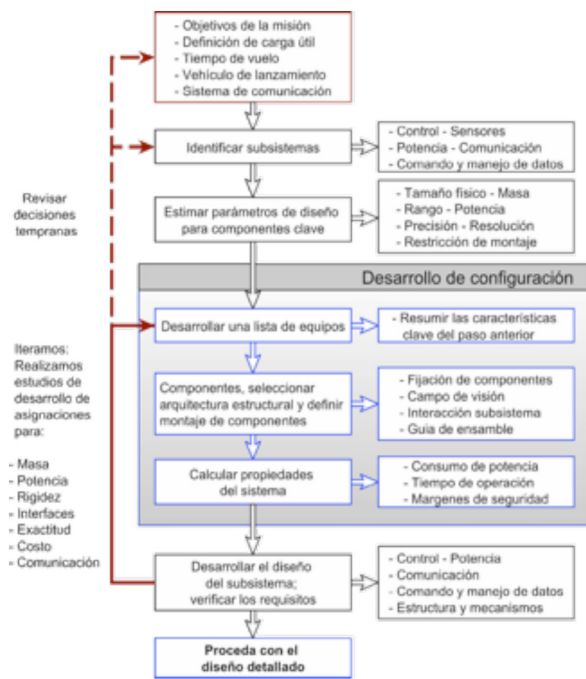 - Objetivos de la misión
- Definición de carga útil
- Tiempo de vuelo
- Vehículo de lanzamiento
- Sistema de comunicación
Identificar subsistemas
- Control - Sensores
- Potencia - Comunicación
- Comando y manejo de datos
Revisar
decisiones
tempranas
Estimar parámetros de diseño
para componentes clave
- Tamaño físico - Masa
- Rango - Potencia
- Precisión - Resolución
- Restricción de montaje
Desarrollo de configuración
Desarrollar una lista de equipos
- Resumir las características
clave del paso anterior
Iteramos:
Realizamos
estudios de
desarrollo de
asignaciones
para:
- Masa
- Potencia
- Rigidez
- Interfaces
- Exactitud
- Costo
- Comunicación
Componentes, seleccionar
arquitectura estructural y definir
montaje de componentes
- Fijación de componentes
- Campo de visión
- Interacción subsistema
- Guia de ensamble
Calcular propiedades
del sistema
- Consumo de potencia
- Tiempo de operación
- Margenes de seguridad
Desarrollar el diseño
del subsistema;
verificar los requisitos
- Control - Potencia
- Comunicación
- Comando y manejo de datos
- Estructura y mecanismos
Proceda con el
diseño detallado